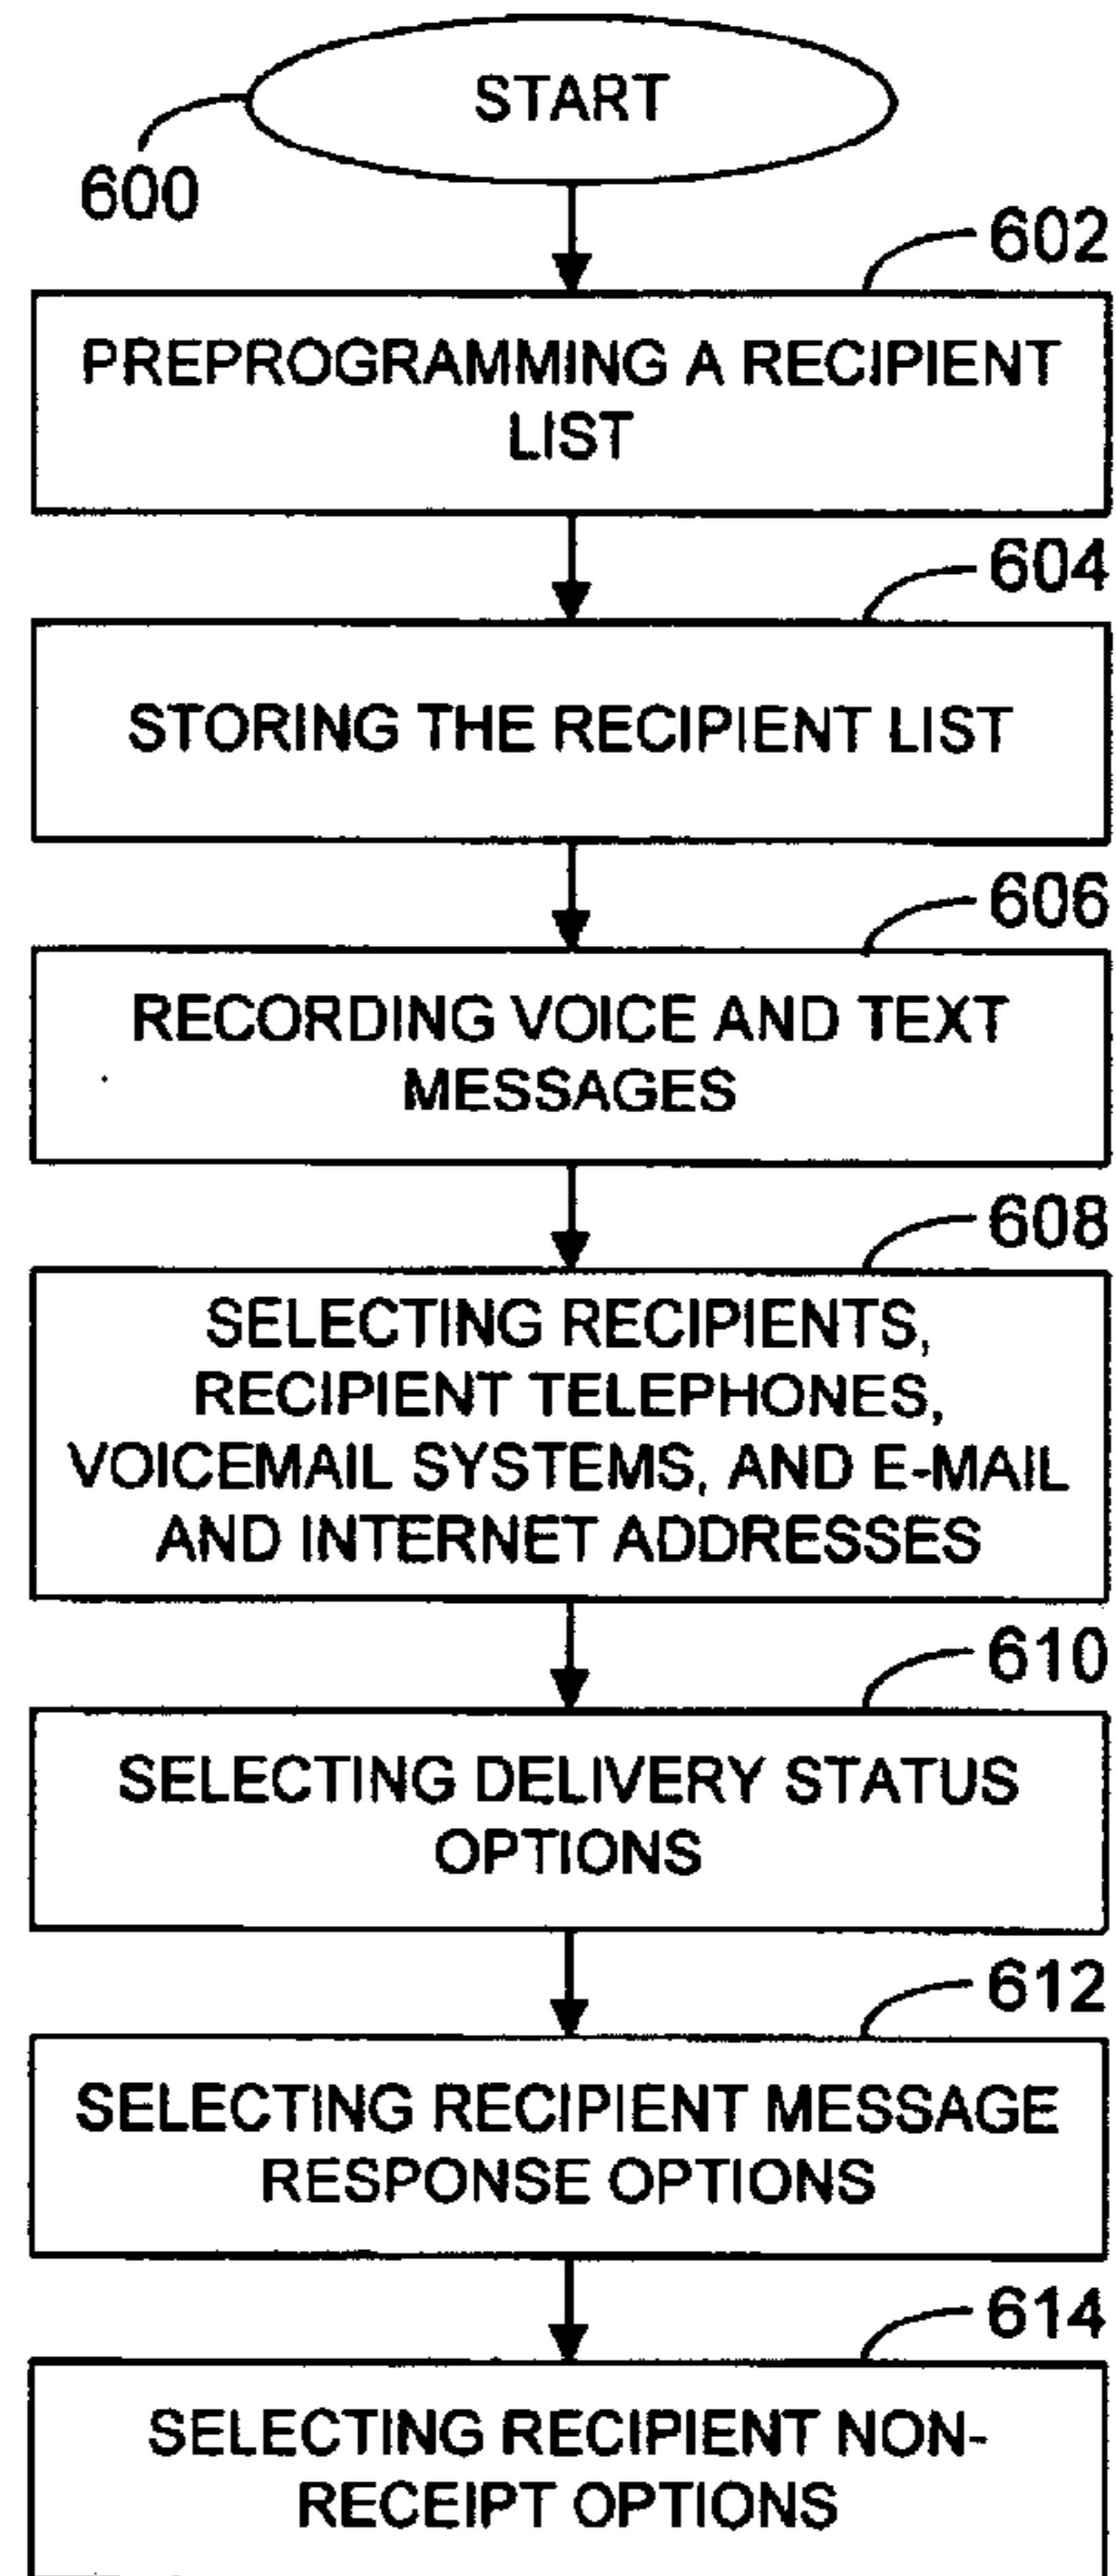 START
600
602
PREPROGRAMMING A RECIPIENT
LIST
604
STORING THE RECIPIENT LIST
606
RECORDING VOICE AND TEXT
MESSAGES
608
SELECTING RECIPIENTS,
RECIPIENT TELEPHONES,
VOICEMAIL SYSTEMS, AND E-MAIL
AND INTERNET ADDRESSES
610
SELECTING DELIVERY STATUS
OPTIONS
612
SELECTING RECIPIENT MESSAGE
RESPONSE OPTIONS
614
SELECTING RECIPIENT NON-
RECEIPT OPTIONS